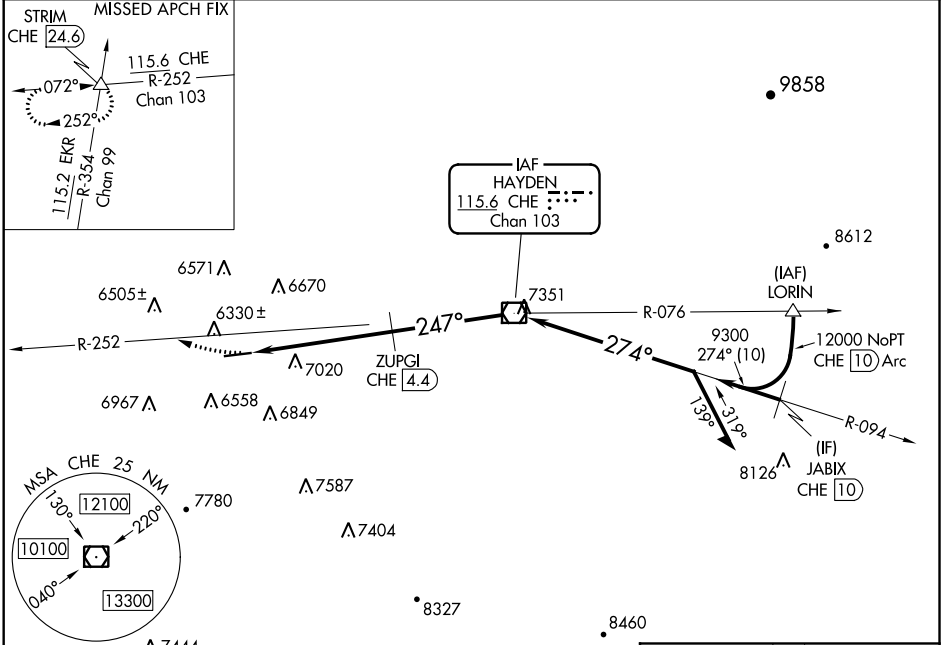 MISSED APCH FIX
STRIM
CHE 24.6
115.6 CHE
R-252
Chan 103
072°
252°
115.2 EKR
R-354
Chan 99
9858
IAF
HAYDEN
115.6 CHE
Chan 103
8612
(IAF)
LORIN
6571
6670
6505±
6330±
7351
R-076
247°
R-252
274°
9300
274° (10)
12000 NoPT
CHE 10 Arc
ZUPGI
CHE 4.4
7020
6967
6558
6849
139°
319°
R-094
(IF)
JABIX
CHE 10
8126
MSA CHE 25 NM
130°
12100
220°
10100
040°
13300
7780
7587
7404
8327
8460